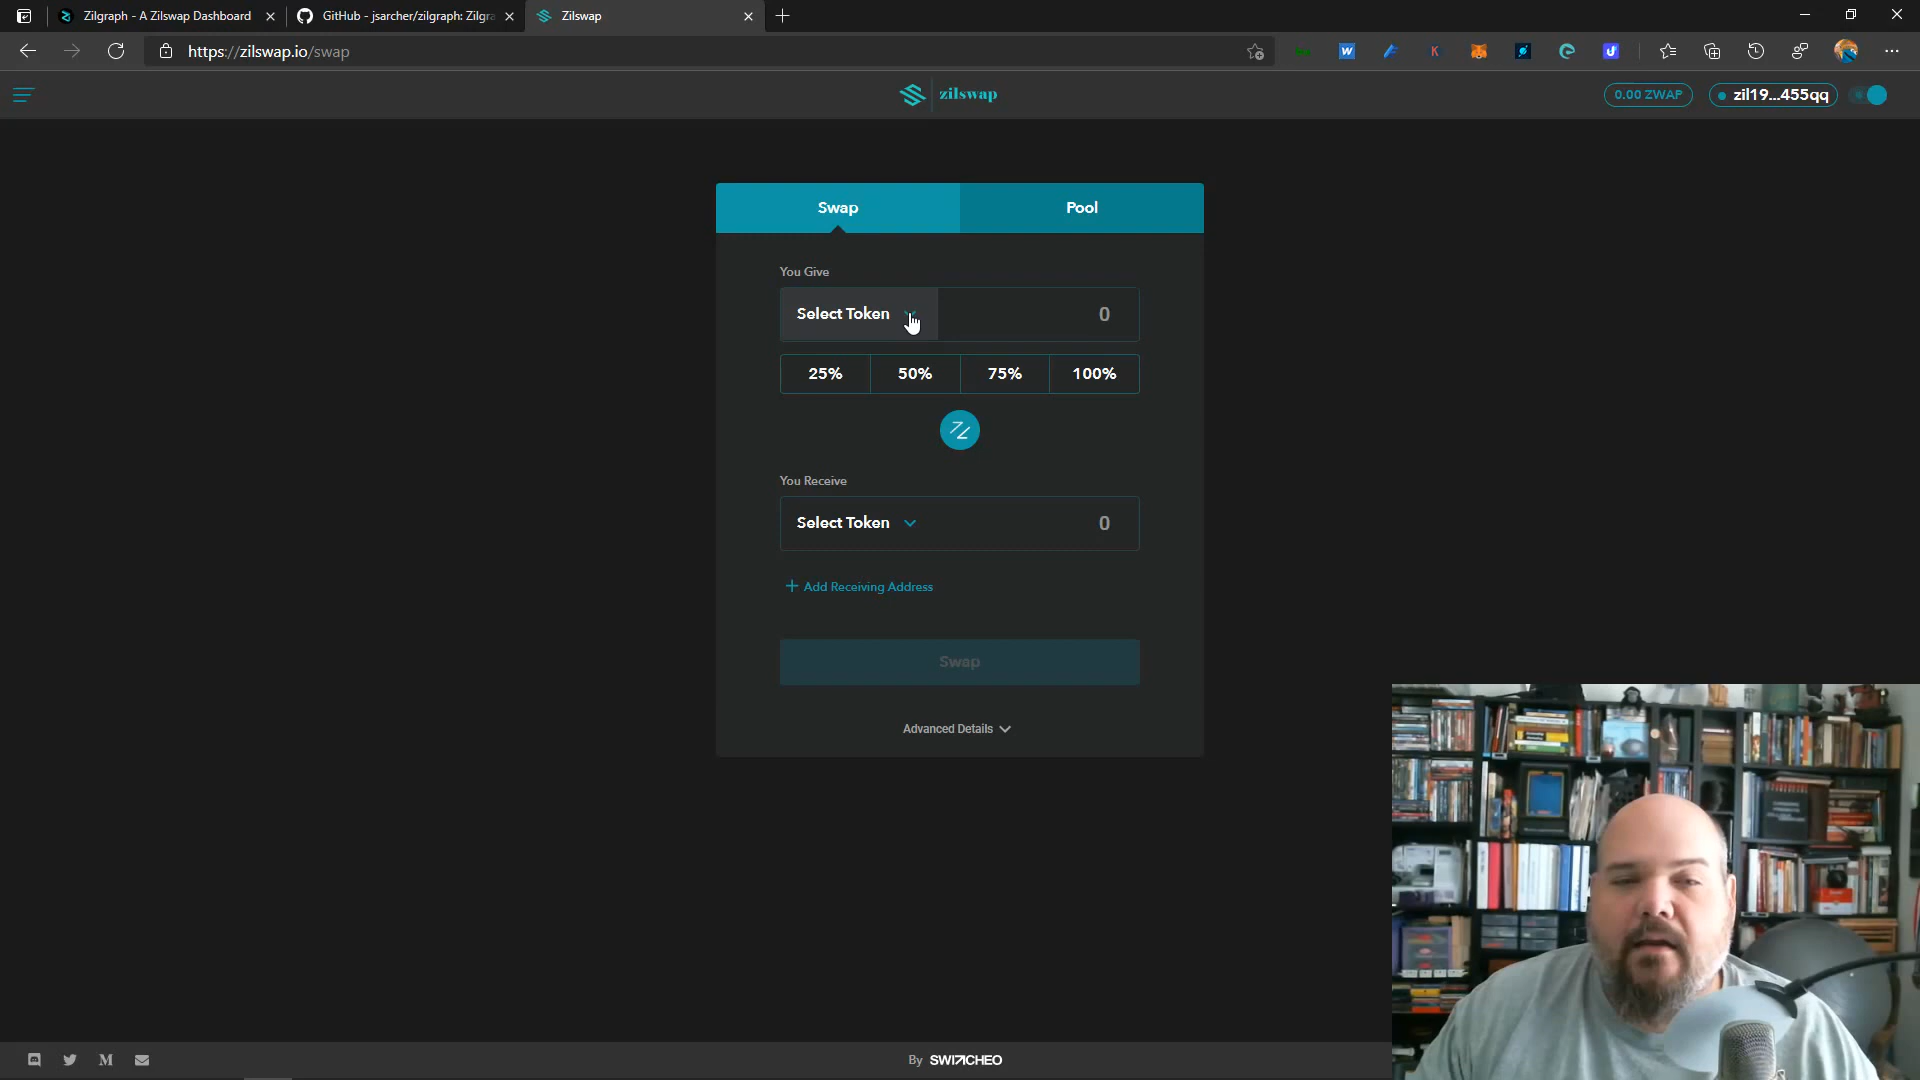 Zilgraph - A Zilswap Dashboard
GitHub - jsarcher/zilgraph: Zilgra
Zilswap
https://zilswap.io/swap
zilswap
0.00 ZWAP
zil19...455qq
Swap
Pool
You Give
Select Token
0
25%
50%
75%
100%
You Receive
Select Token
0
+ Add Receiving Address
Swap
Advanced Details
By SWITCHEO